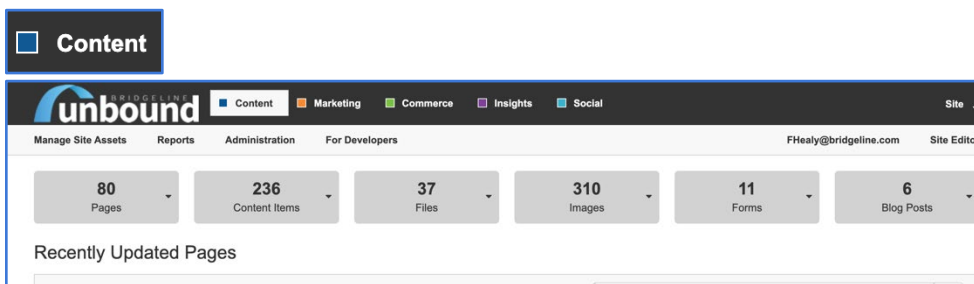 Content
BRIDGELINE
unbound
Content Marketing Commerce Insights Social Site
Manage Site Assets Reports Administration For Developers FHealy@bridgeline.com
80 236 37 310 11 6
Pages Content Items Files Images Forms Blog Posts
Recently Updated Pages